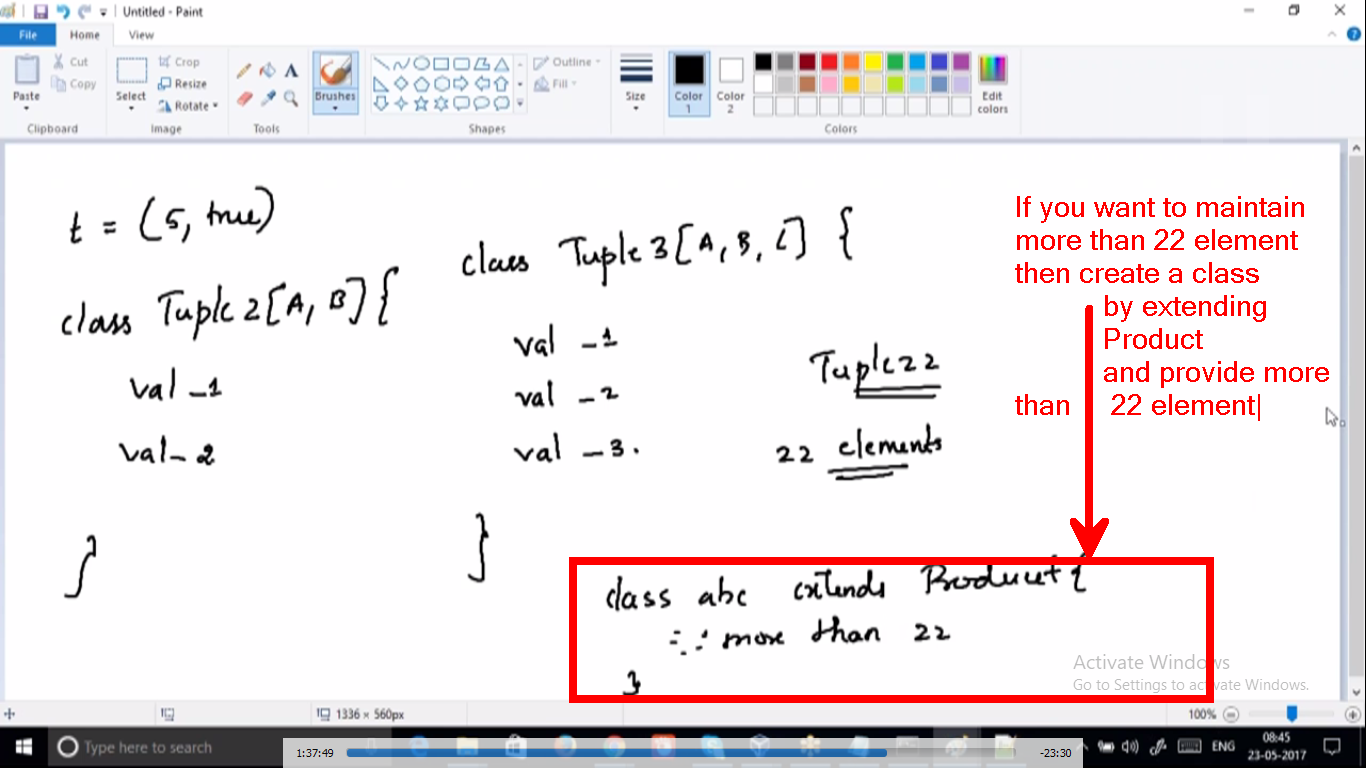 Untitled - Paint
File
Home
View
Paste
Cut
Copy
Clipboard
Select
Crop
Resize
Rotate
Image
A
Tools
Brushes
Outline
Fill
Shapes
Size
Color
1
Color
2
Edit
colors
Colors
t = (5, true)
class Tuple2[A, B]{
val _1
val _2
}
class Tuple3[A, B, C] {
val _1
val _2
val _3.
}
Tuple22
22 elements
If you want to maintain
more than 22 element
then create a class
by extending
Product
and provide more
than 22 element|
class abc extends Product {
more than 22
}
Activate Windows
Go to Settings to activate Windows.
1336 × 560px
100%
Type here to search
1:37:49
-23:30
ENG
08:45
23-05-2017